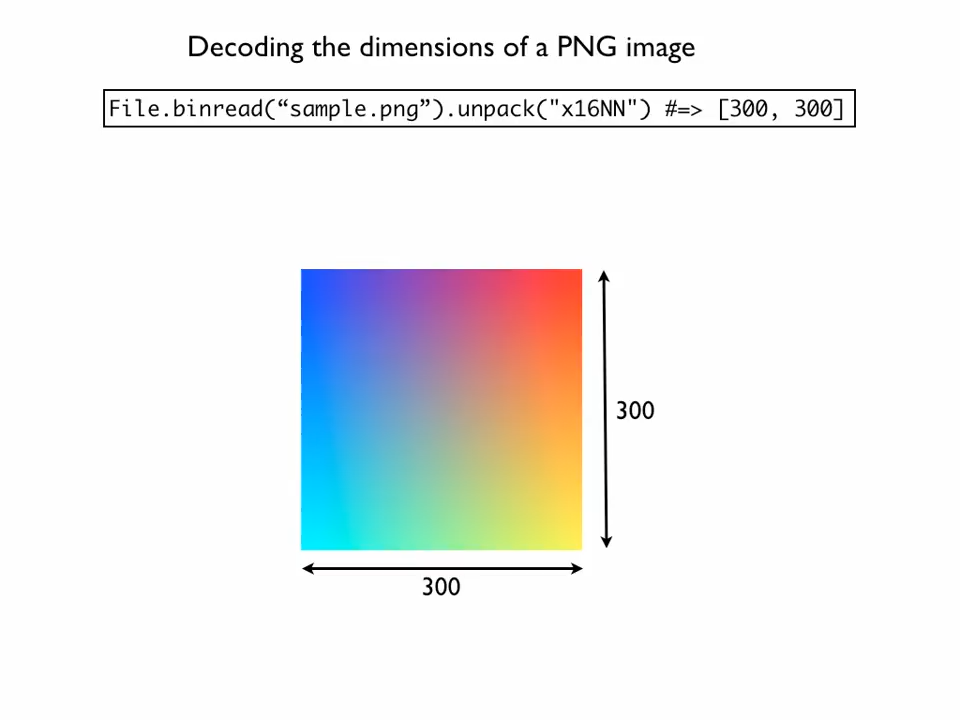 Decoding the dimensions of a PNG image
File.binread(“sample.png”).unpack("x16NN") #=> [300, 300]
300
300